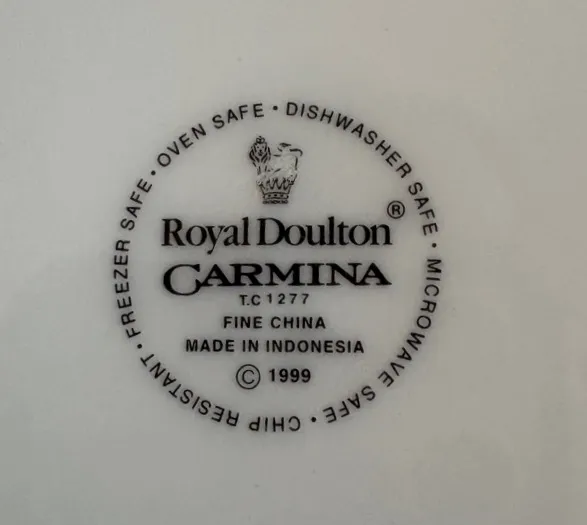 FREEZER SAFE • OVEN SAFE • DISHWASHER SAFE • MICROWAVE SAFE • CHIP RESISTANT •
Royal Doulton®
CARMINA
T.C 1277
FINE CHINA
MADE IN INDONESIA
© 1999